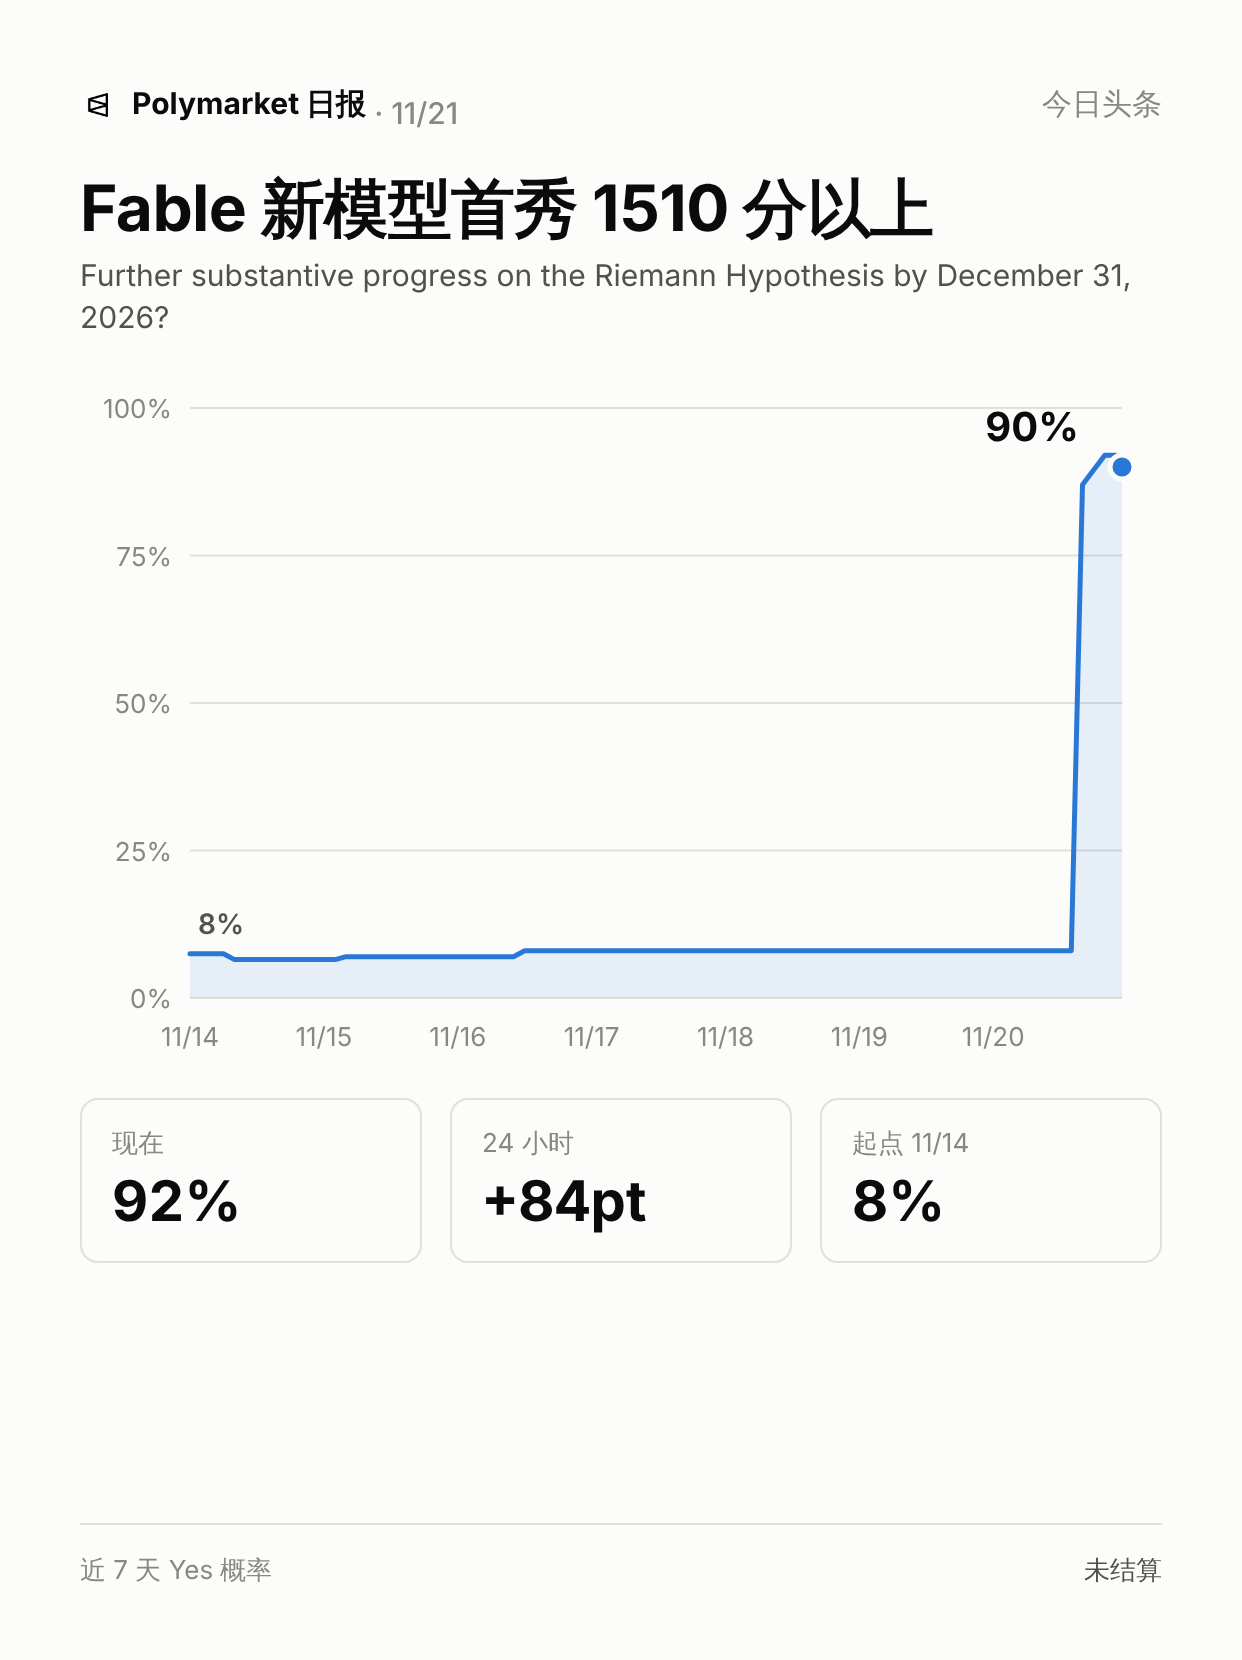 Polymarket 日报 · 11/21
今日头条
Fable 新模型首秀 1510 分以上
Further substantive progress on the Riemann Hypothesis by December 31,
2026?
100%
90%
75%
50%
25%
8%
0%
11/14 11/15 11/16 11/17 11/18 11/19 11/20
现在
92%
24 小时
+84pt
起点 11/14
8%
近 7 天 Yes 概率
未结算